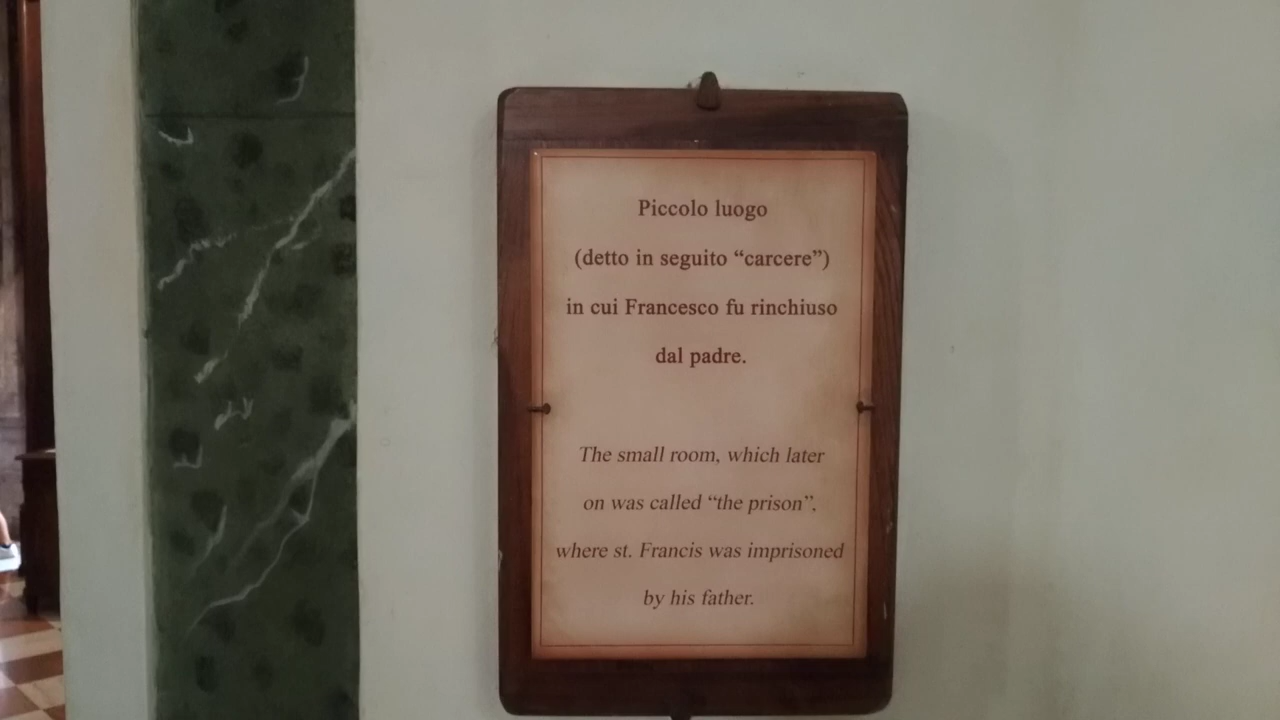 Piccolo luogo
(detto in seguito “carcere”)
in cui Francesco fu rinchiuso
dal padre.
The small room, which later
on was called “the prison”,
where st. Francis was imprisoned
by his father.